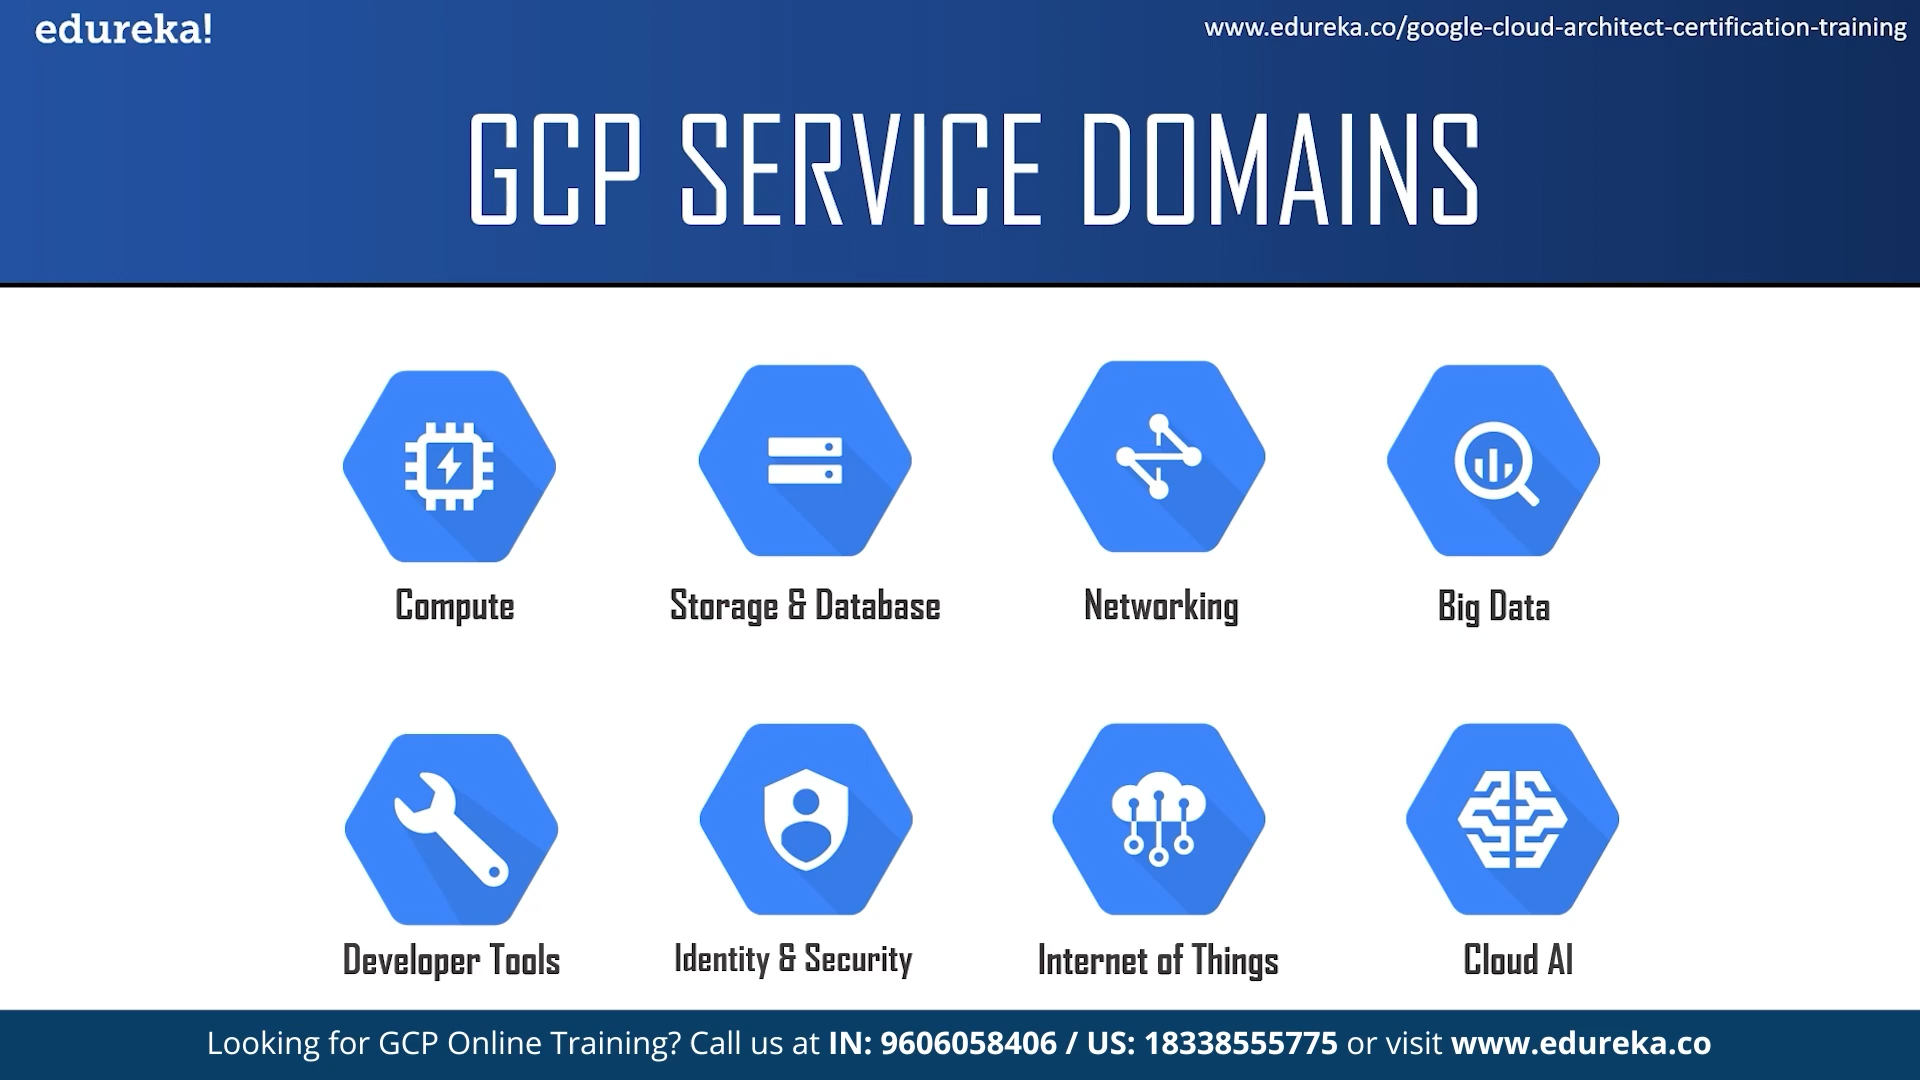 edureka!
www.edureka.co/google-cloud-architect-certification-training
GCP SERVICE DOMAINS
Compute
Storage & Database
Networking
Big Data
Developer Tools
Identity & Security
Internet of Things
Cloud AI
Looking for GCP Online Training? Call us at IN: 9606058406 / US: 18338555775 or visit www.edureka.co